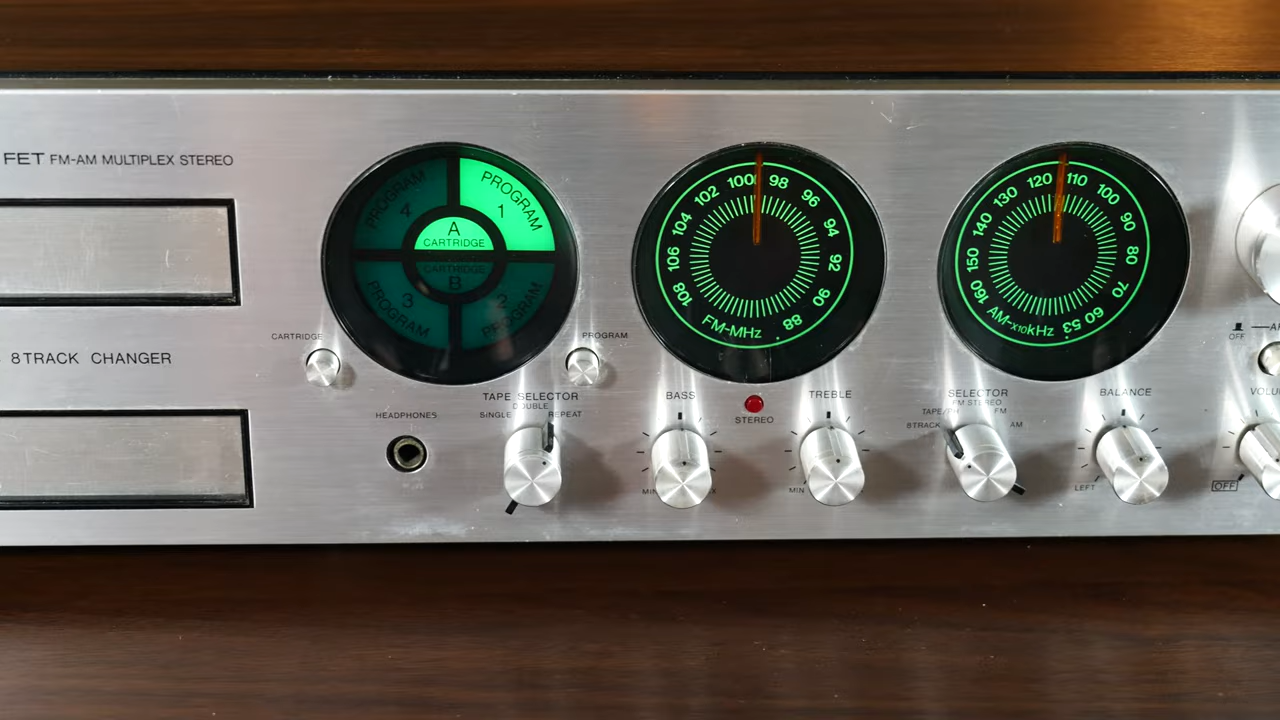 FET FM-AM MULTIPLEX STEREO
8TRACK CHANGER
PROGRAM 4
PROGRAM 1
A
CARTRIDGE
CARTRIDGE
B
PROGRAM 3
PROGRAM 2
CARTRIDGE
PROGRAM
HEADPHONES
TAPE SELECTOR
DOUBLE
SINGLE
REPEAT
108 106 104 102 100 98 96 94 92 90 88
FM-MHz
BASS
MIN
STEREO
TREBLE
MIN
160 150 140 130 120 110 100 90 80 70 60 53
AM-x10kHz
SELECTOR
FM STEREO
TAPE/PH
FM
8TRACK
AM
BALANCE
LEFT
OFF
OFF